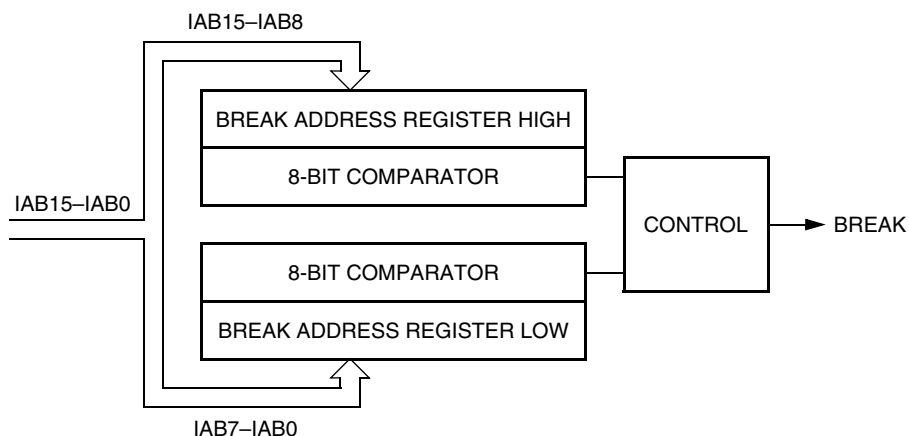 IAB15–IAB8
BREAK ADDRESS REGISTER HIGH
8-BIT COMPARATOR
IAB15–IAB0
CONTROL
BREAK
8-BIT COMPARATOR
BREAK ADDRESS REGISTER LOW
IAB7–IAB0